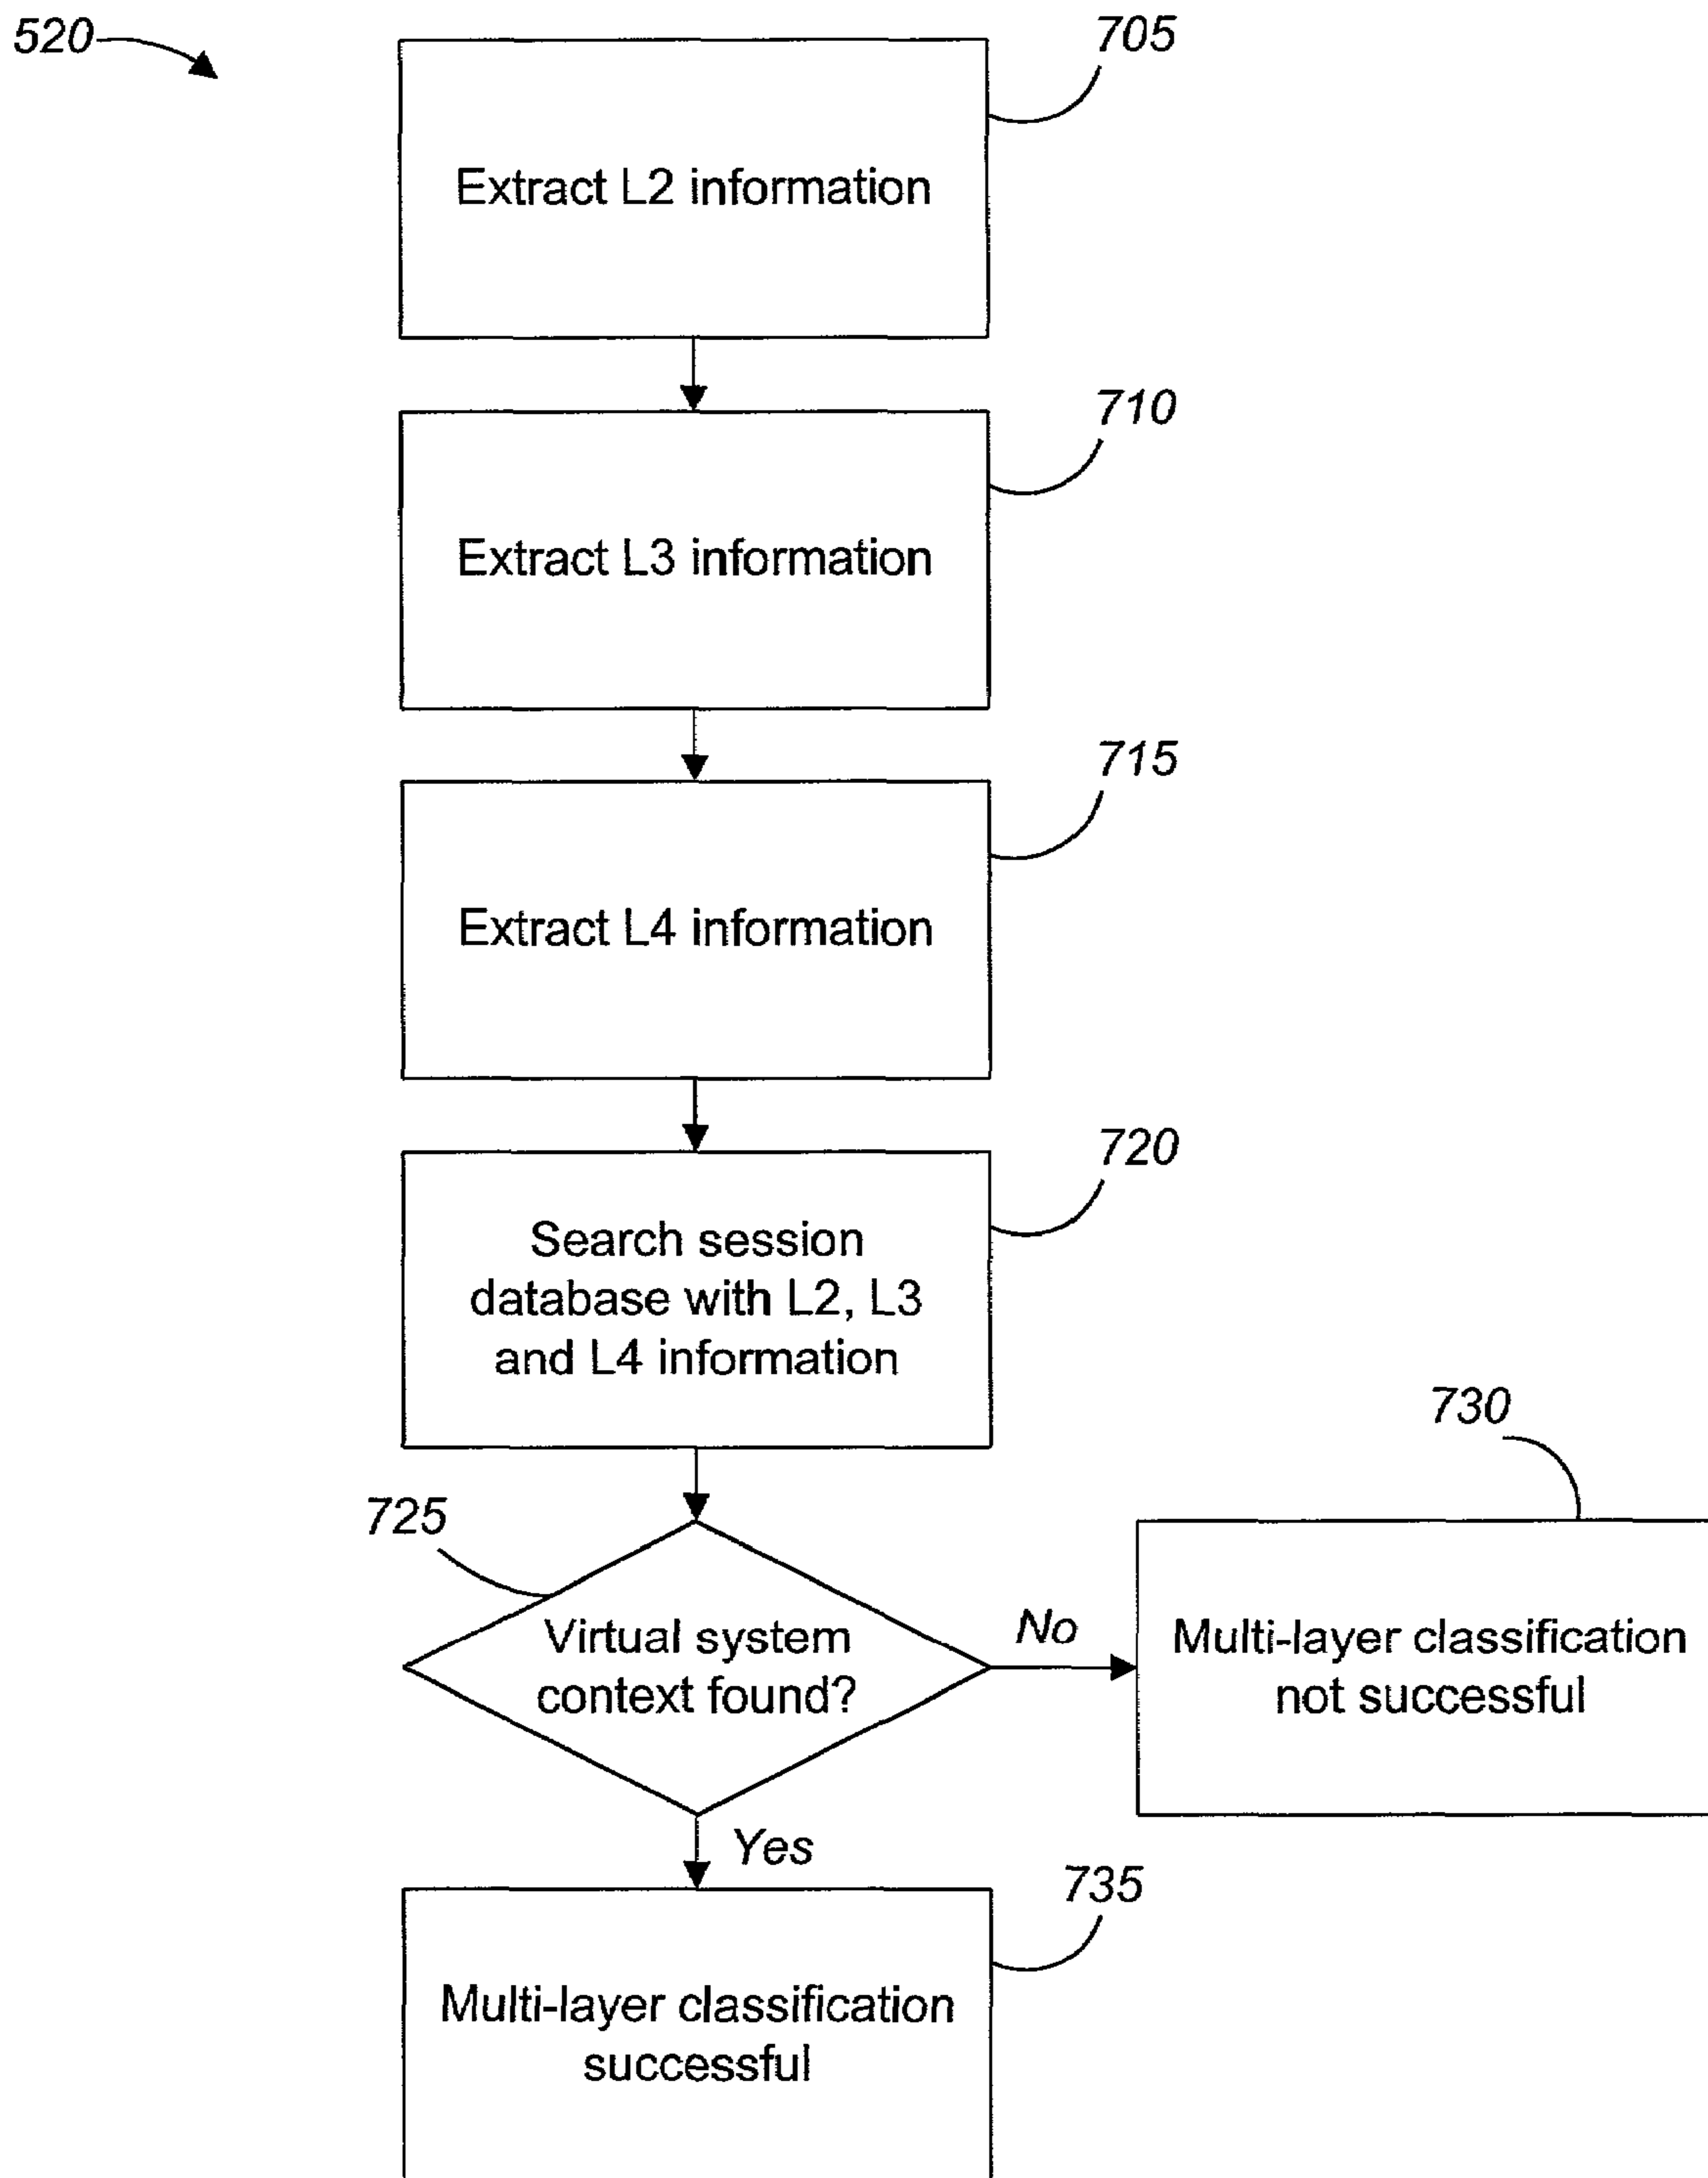 520
705
Extract L2 information
710
Extract L3 information
715
Extract L4 information
720
Search session
database with L2, L3
and L4 information
730
725
Virtual system
context found?
No
Multi-layer classification
not successful
Yes
735
Multi-layer classification
successful